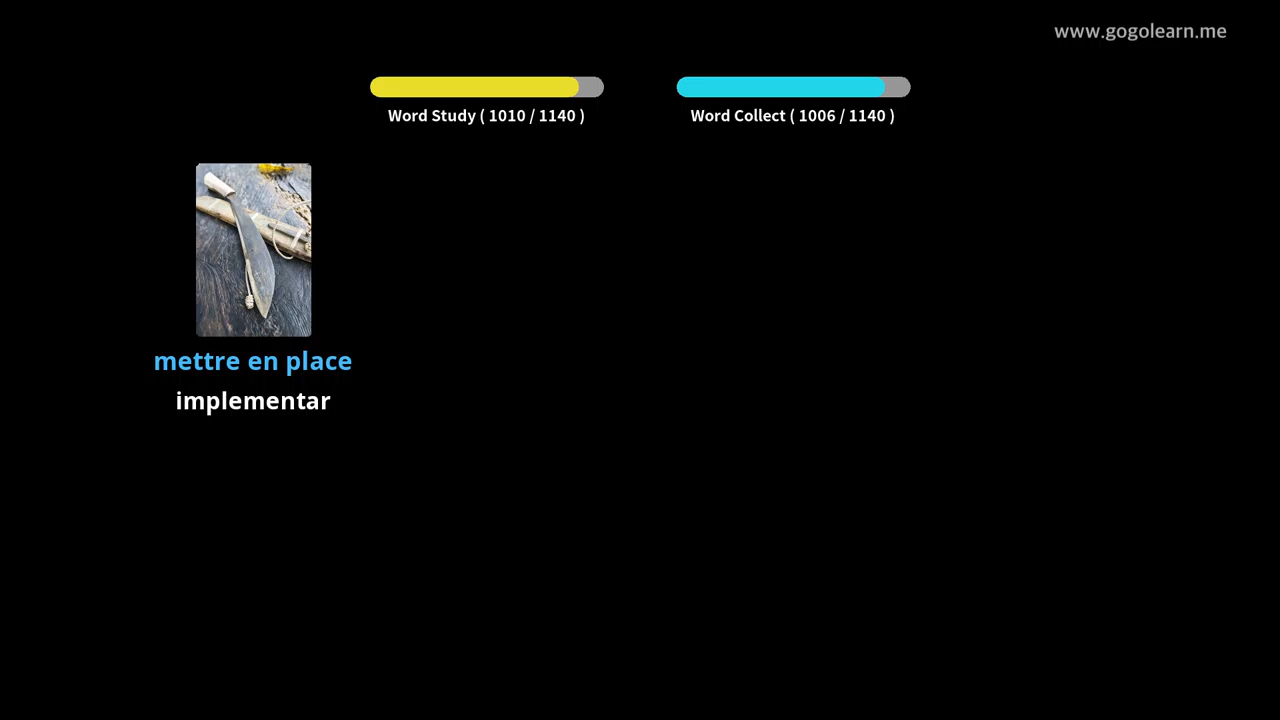 www.gogolearn.me
Word Study ( 1010 / 1140 )
Word Collect ( 1006 / 1140 )
mettre en place
implementar